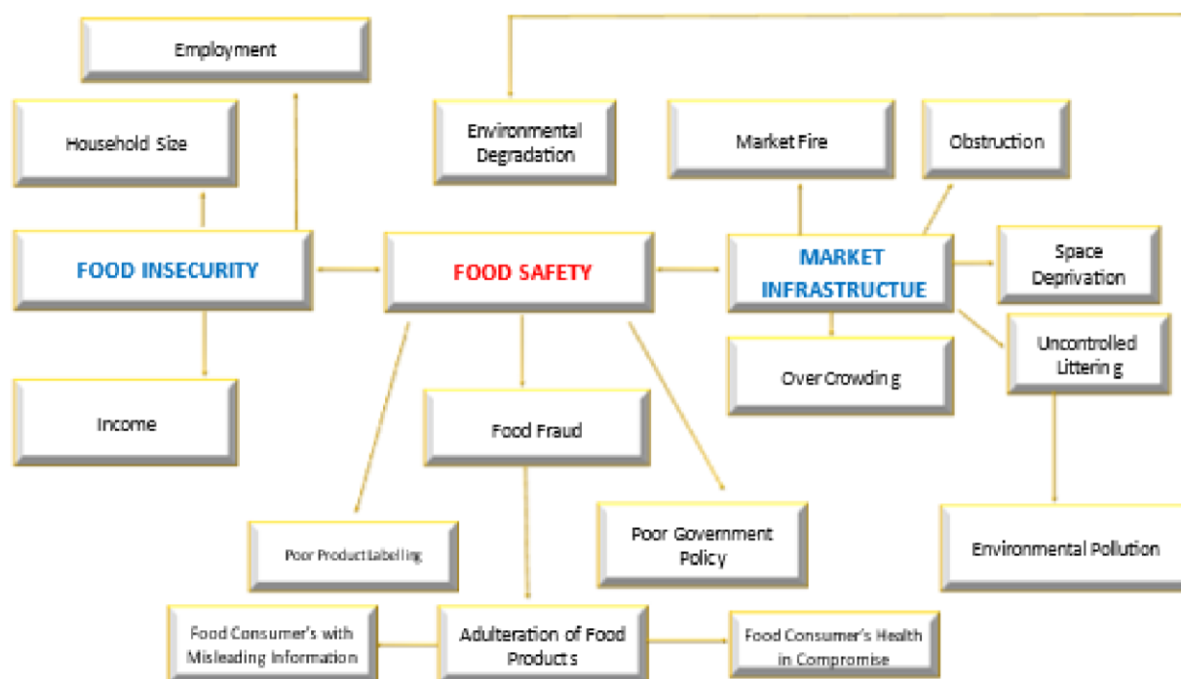 Employment
Household Size
Environmental
Degradation
Market Fire
Obstruction
FOOD INSECURITY
FOOD SAFETY
MARKET
INFRASTRUCTUE
Space
Deprivation
Uncontrolled
Littering
Over Crowding
Income
Food Fraud
Poor Product Labelling
Poor Government
Policy
Environmental Pollution
Food Consumer's with
Misleading Information
Adulteration of Food
Products
Food Consumer's Health
in Compromise